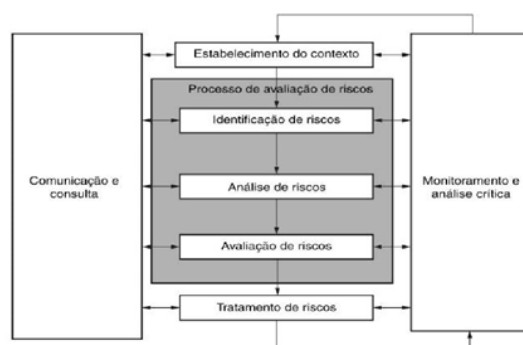 Estabelecimento do contexto
Processo de avaliação de riscos
Identificação de riscos
Comunicação e
consulta
Análise de riscos
Monitoramento e
análise crítica
Avaliação de riscos
Tratamento de riscos